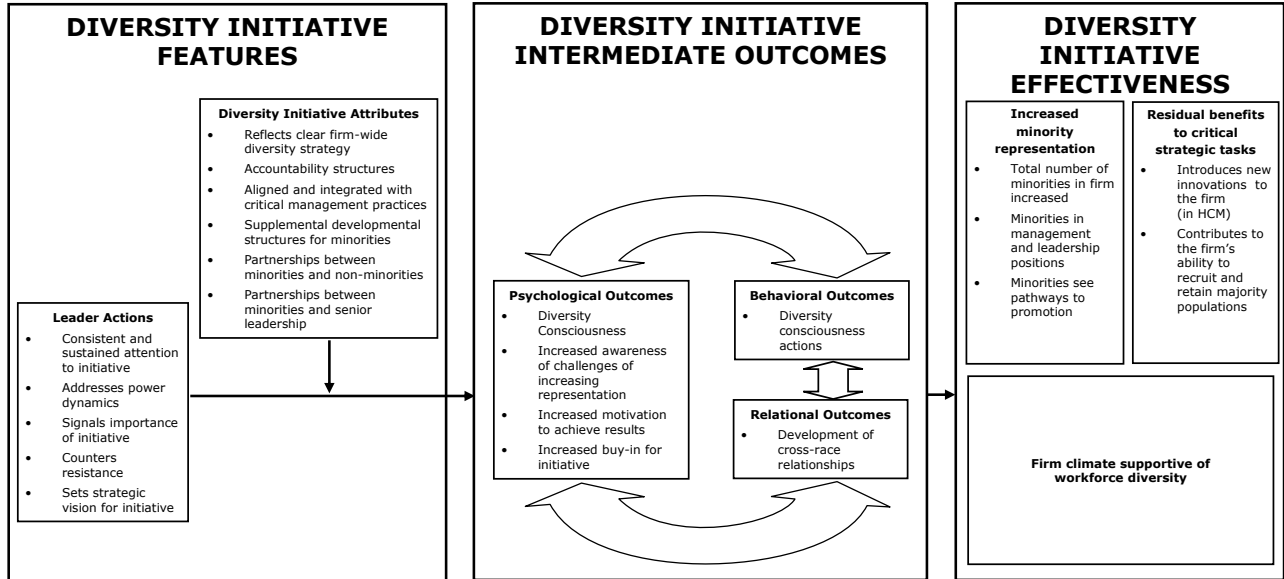 DIVERSITY INITIATIVE
FEATURES
Diversity Initiative Attributes
• Reflects clear firm-wide
diversity strategy
• Accountability structures
• Aligned and integrated with
critical management practices
• Supplemental developmental
structures for minorities
• Partnerships between
minorities and non-minorities
• Partnerships between
minorities and senior
leadership
Leader Actions
• Consistent and
sustained attention
to initiative
• Addresses power
dynamics
• Signals importance
of initiative
• Counters
resistance
• Sets strategic
vision for initiative
DIVERSITY INITIATIVE
INTERMEDIATE OUTCOMES
Psychological Outcomes
• Diversity
Consciousness
• Increased awareness
of challenges of
increasing
representation
• Increased motivation
to achieve results
• Increased buy-in for
initiative
Behavioral Outcomes
• Diversity
consciousness
actions
Relational Outcomes
• Development of
cross-race
relationships
DIVERSITY
INITIATIVE
EFFECTIVENESS
Increased
minority
representation
• Total number of
minorities in firm
increased
• Minorities in
management
and leadership
positions
• Minorities see
pathways to
promotion
Residual benefits
to critical
strategic tasks
• Introduces new
innovations to
the firm
(in HCM)
• Contributes to
the firm's
ability to
recruit and
retain majority
populations
Firm climate supportive of
workforce diversity